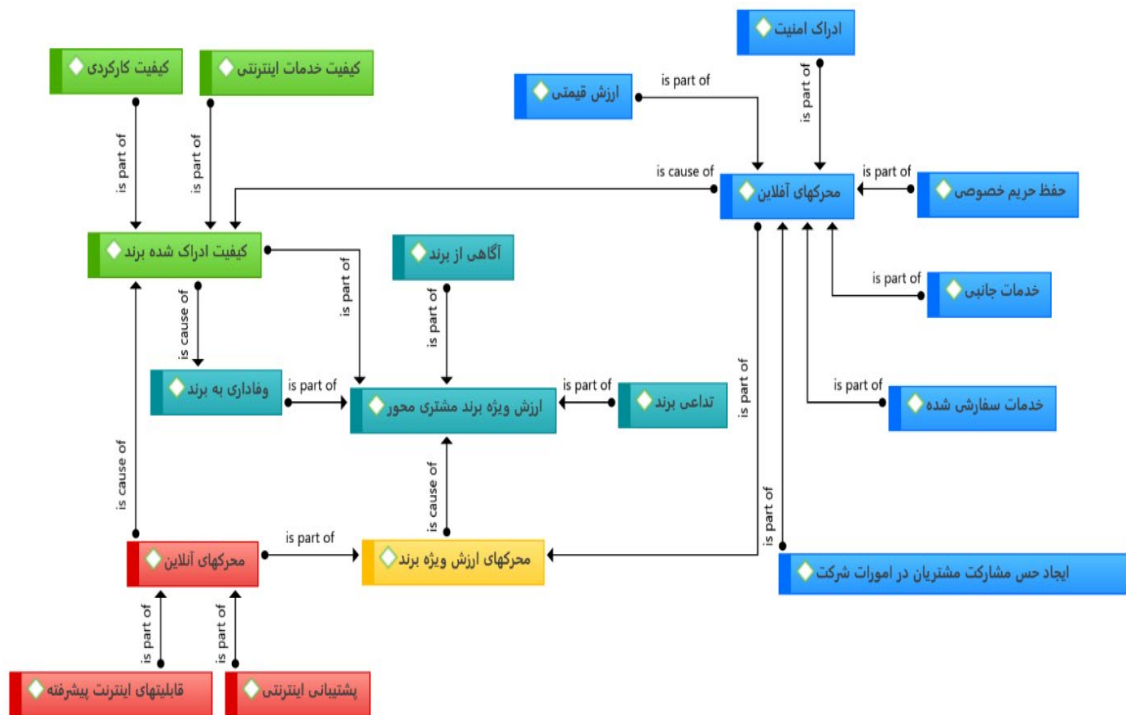 ادراک امنیت
کیفیت کارکردی
کیفیت خدمات اینترنتی
ارزش قیمتی
is part of
is part of
is part of
is part of
is cause of
محرکهای آفلاین
is part of
حفظ حریم خصوصی
کیفیت ادراک شده برند
آگاهی از برند
is part of
خدمات جانبی
is part of
is part of
is cause of
وفاداری به برند
is part of
ارزش ویژه برند مشتری محور
is part of
تداعی برند
is part of
is part of
خدمات سفارشی شده
is cause of
is cause of
is part of
محرکهای آنلاین
is part of
محرکهای ارزش ویژه برند
ایجاد حس مشارکت مشتریان در امورات شرکت
is part of
is part of
قابلیتهای اینترنت پیشرفته
پشتیبانی اینترنتی